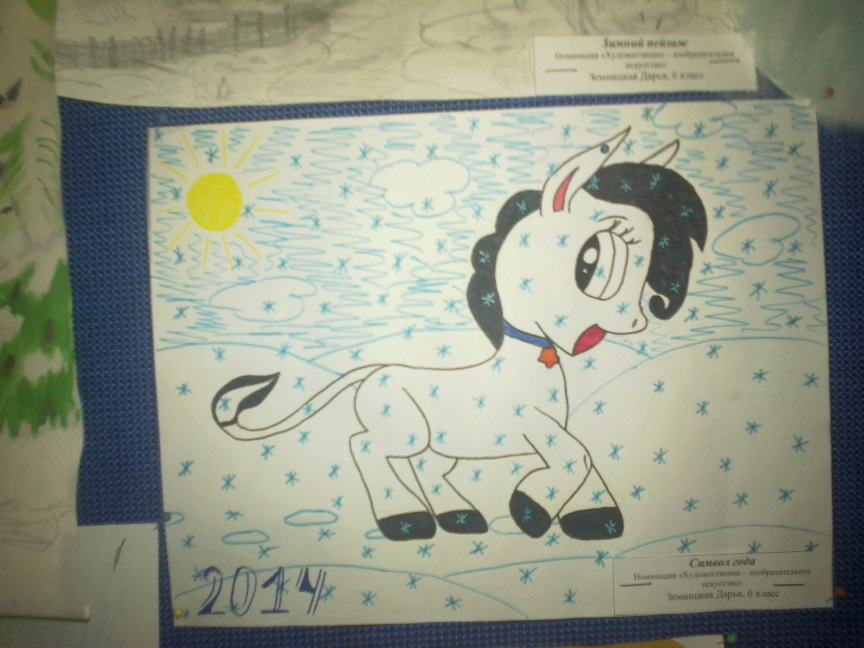 Зимний пейзаж
Номинация «Художественно – изобразительное
искусство»
Земницкая Дарья, 6 класс
2014
Символ года
Номинация «Художественно – изобразительное
искусство»
Земницкая Дарья, 6 класс